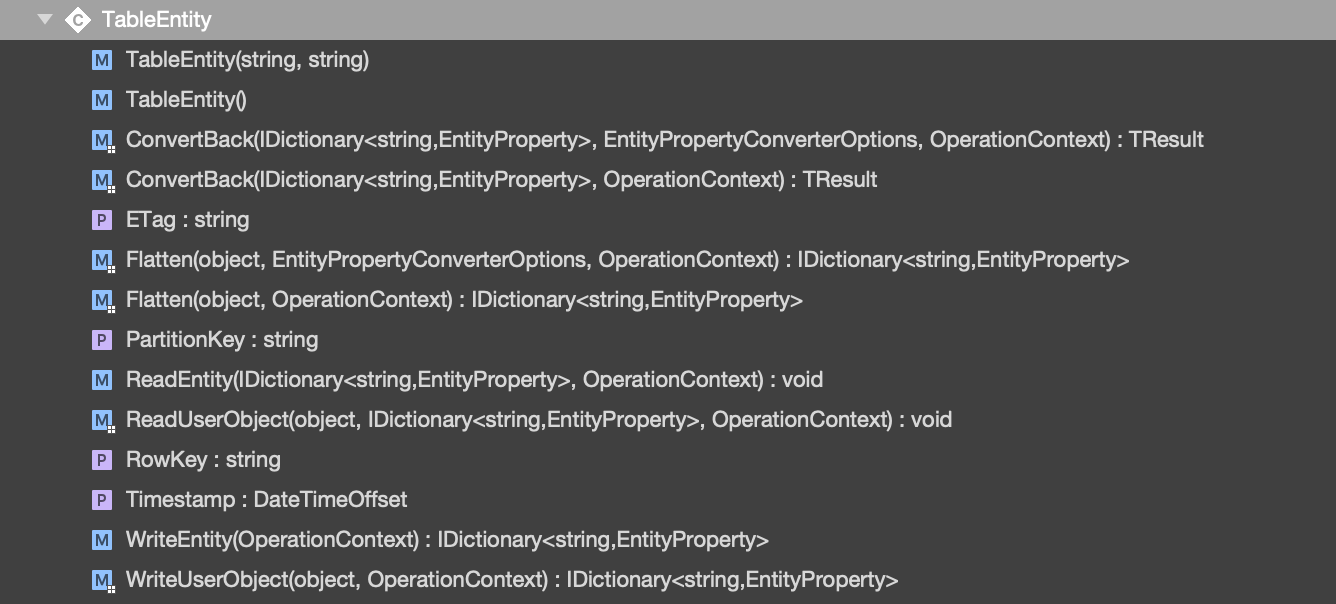 C TableEntity
M TableEntity(string, string)
M TableEntity()
M ConvertBack(IDictionary<string,EntityProperty>, EntityPropertyConverterOptions, OperationContext) : TResult
M ConvertBack(IDictionary<string,EntityProperty>, OperationContext) : TResult
P ETag : string
M Flatten(object, EntityPropertyConverterOptions, OperationContext) : IDictionary<string,EntityProperty>
M Flatten(object, OperationContext) : IDictionary<string,EntityProperty>
P PartitionKey : string
M ReadEntity(IDictionary<string,EntityProperty>, OperationContext) : void
M ReadUserObject(object, IDictionary<string,EntityProperty>, OperationContext) : void
P RowKey : string
P Timestamp : DateTimeOffset
M WriteEntity(OperationContext) : IDictionary<string,EntityProperty>
M WriteUserObject(object, OperationContext) : IDictionary<string,EntityProperty>